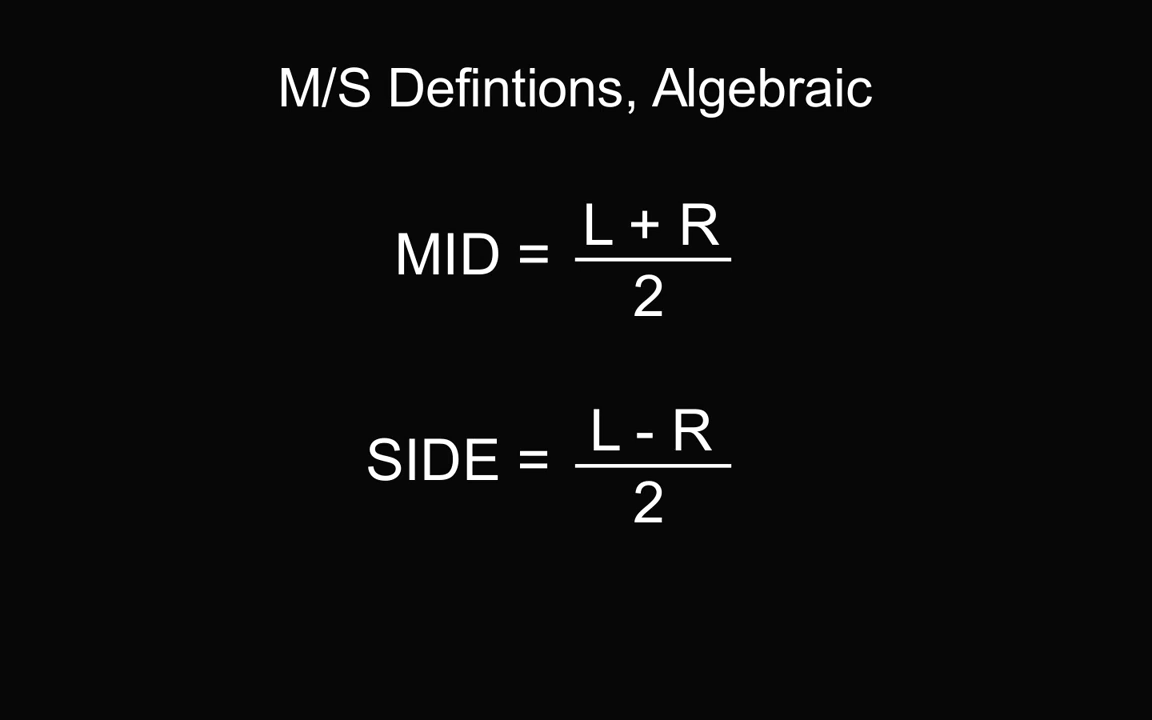 M/S Defintions, Algebraic
MID = L + R
2
SIDE = L - R
2